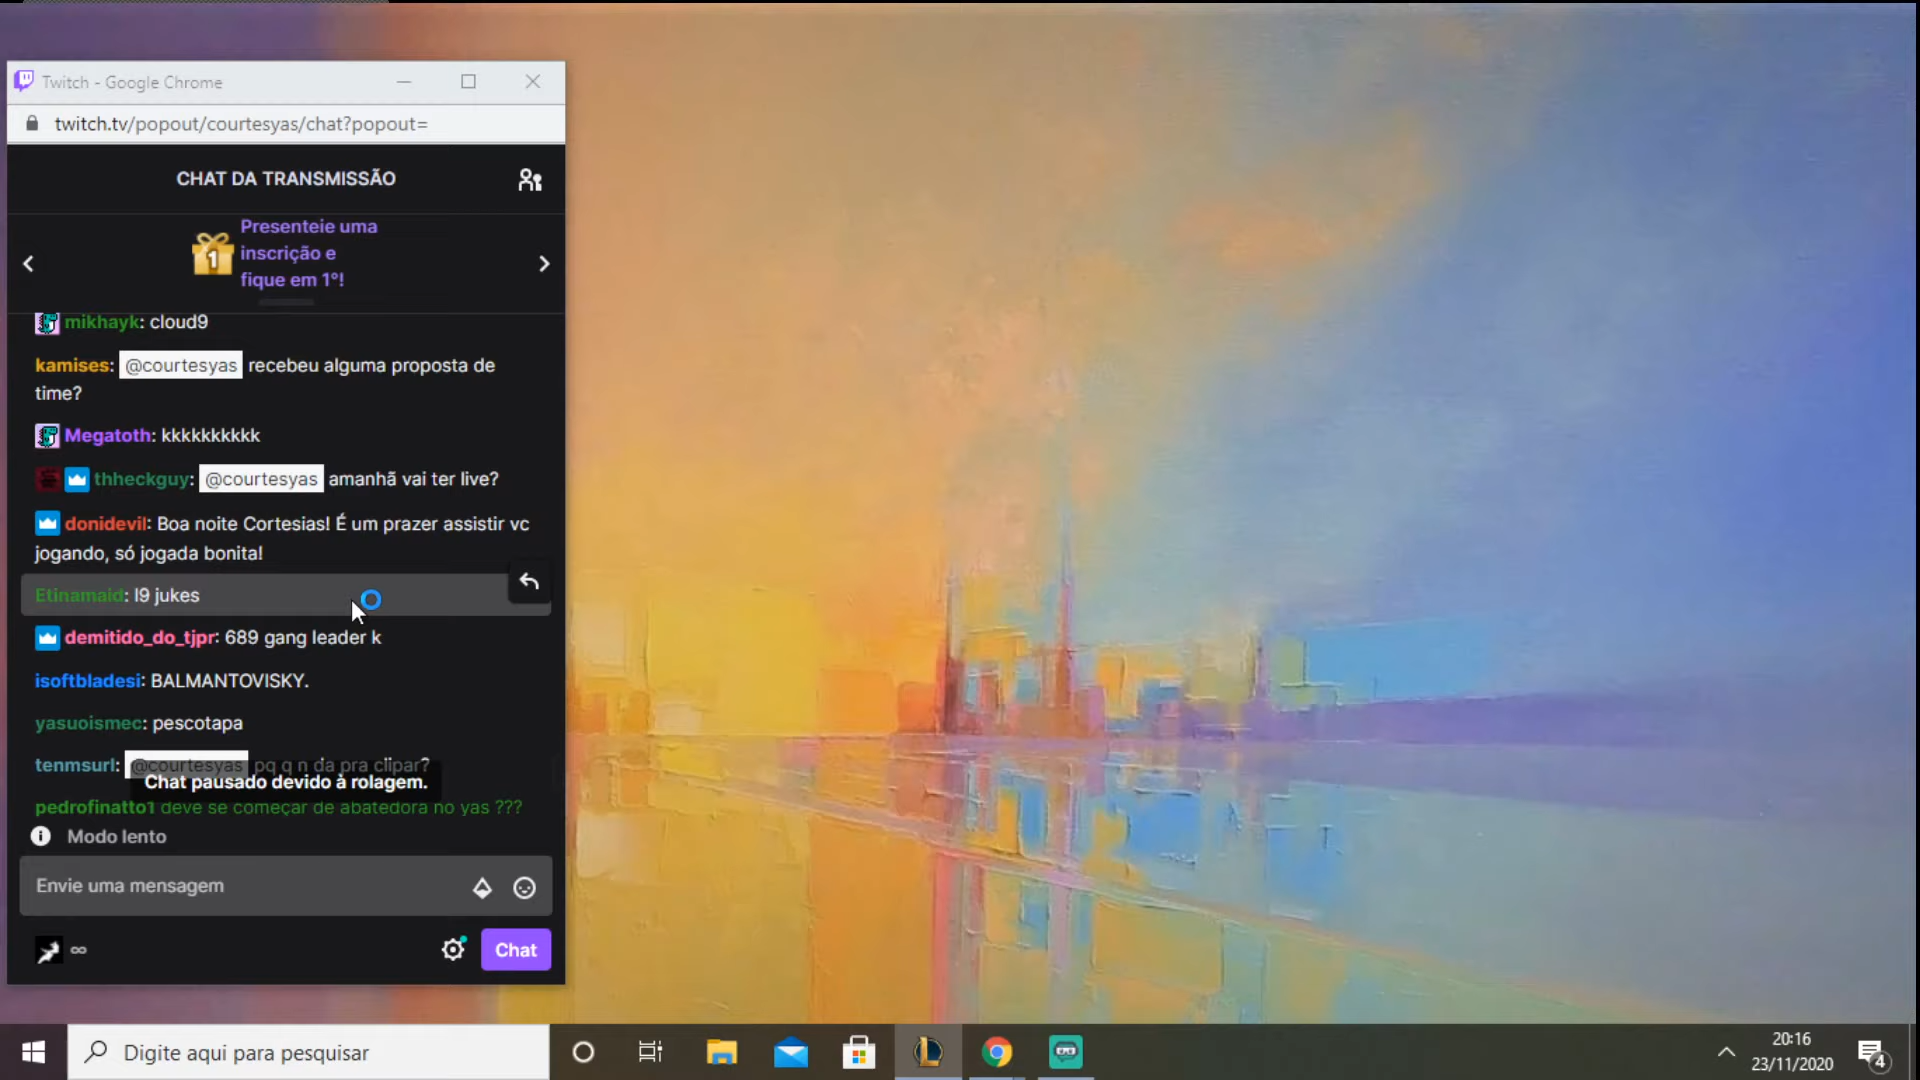 Twitch - Google Chrome
twitch.tv/popout/courtesyas/chat?popout=
CHAT DA TRANSMISSÃO
1
Presenteie uma
inscrição e
fique em 1º!
mikhayk: cloud9
kamises: @courtesyas recebeu alguma proposta de
time?
Megatoth: kkkkkkkkkk
thheckguy: @courtesyas amanhã vai ter live?
donidevil: Boa noite Cortesias! É um prazer assistir vc
jogando, só jogada bonita!
Etinamaid: l9 jukes
demitido_do_tjpr: 689 gang leader k
isoftbladesi: BALMANTOVISKY.
yasuoismec: pescotapa
tenmsurl: @courtesyas pq q n da pra clipar?
Chat pausado devido à rolagem.
pedrofinatto1 deve se começar de abatedora no yas ???
Modo lento
Envie uma mensagem
∞
Chat
Digite aqui para pesquisar
20:16
23/11/2020
4